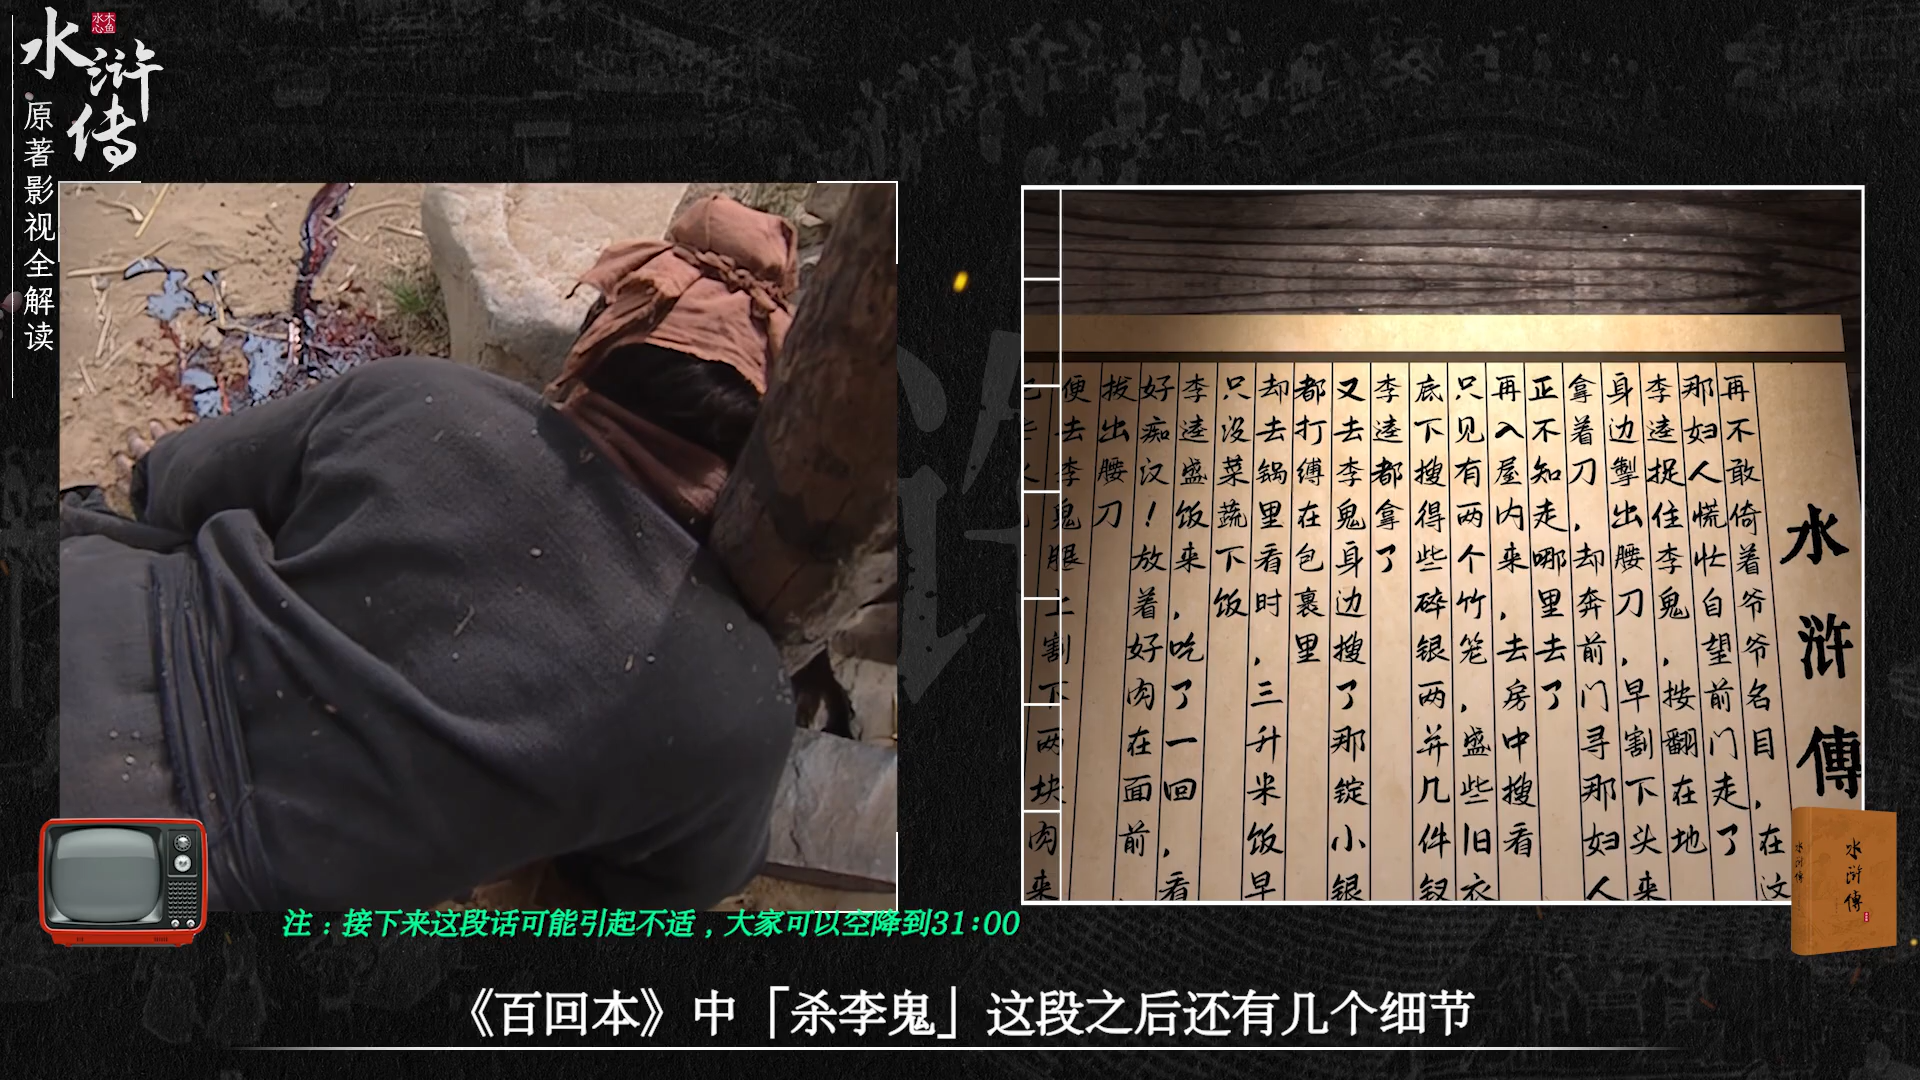 水浒传
水木
心鱼
原著影视全解读
水滸傳
再不敢倚着爷爷名目，在
那妇人慌忙自望前门走了
李逵捉住李鬼，按翻在地
身边掣出腰刀，早割下头来
拿着刀，却奔前门寻那妇人
正不知走哪里去了
再入屋内来，去房中搜看
只见有两个竹笼，盛些旧衣
底下搜得些碎银两并几件钗
李逵都拿了
又去李鬼身边搜了那锭小银
都打缚在包裹里
却去锅里看时，三升米饭早
只没菜蔬下饭
李逵盛饭来，吃了一回，看
好痴汉！放着好肉在面前，
拔出腰刀
便去李鬼腿上割下两块肉来
水滸傳
水滸傳
注：接下来这段话可能引起不适，大家可以空降到31:00
《百回本》中「杀李鬼」这段之后还有几个细节